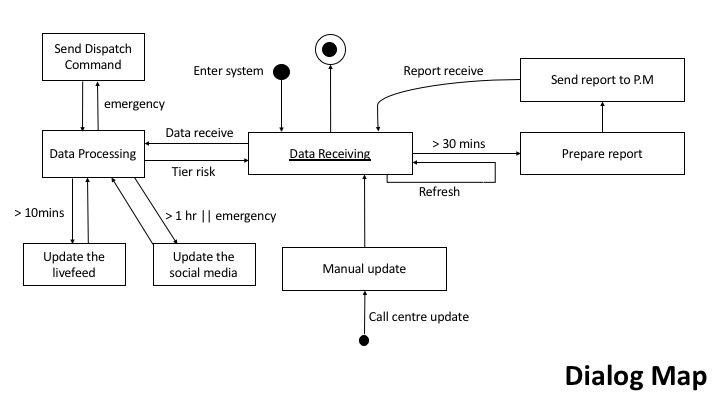 Send Dispatch
Command
Enter system
Report receive
Send report to P.M
emergency
Data Processing
Data receive
Tier risk
Data Receiving
> 30 mins
Prepare report
Refresh
> 10mins
> 1 hr || emergency
Update the
livefeed
Update the
social media
Manual update
Call centre update
Dialog Map